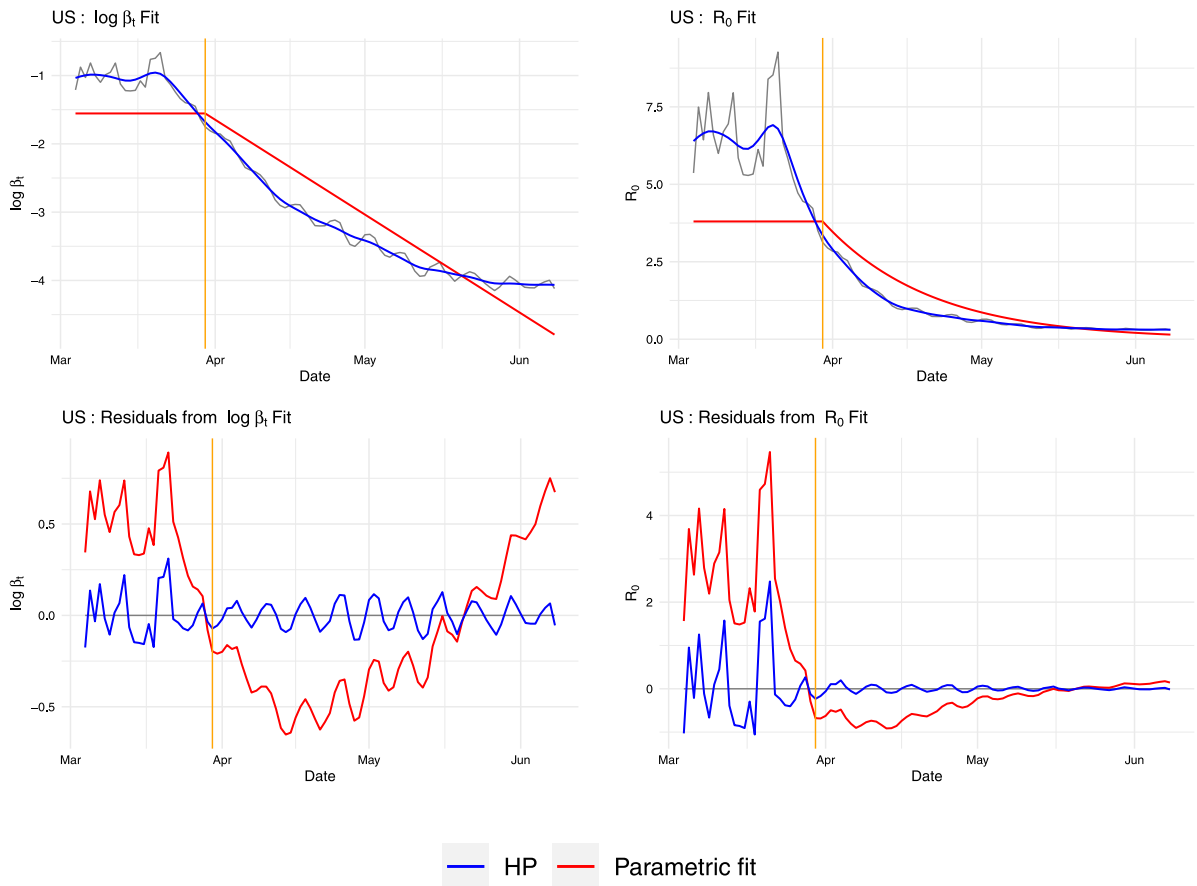 US : log βt Fit
−1
−2
−3
−4
log βt
Mar
Apr
May
Jun
Date
US : R0 Fit
7.5
5.0
2.5
0.0
R0
Mar
Apr
May
Jun
Date
US : Residuals from log βt Fit
0.5
0.0
−0.5
log βt
Mar
Apr
May
Jun
Date
US : Residuals from R0 Fit
4
2
0
R0
Mar
Apr
May
Jun
Date
HP
Parametric fit